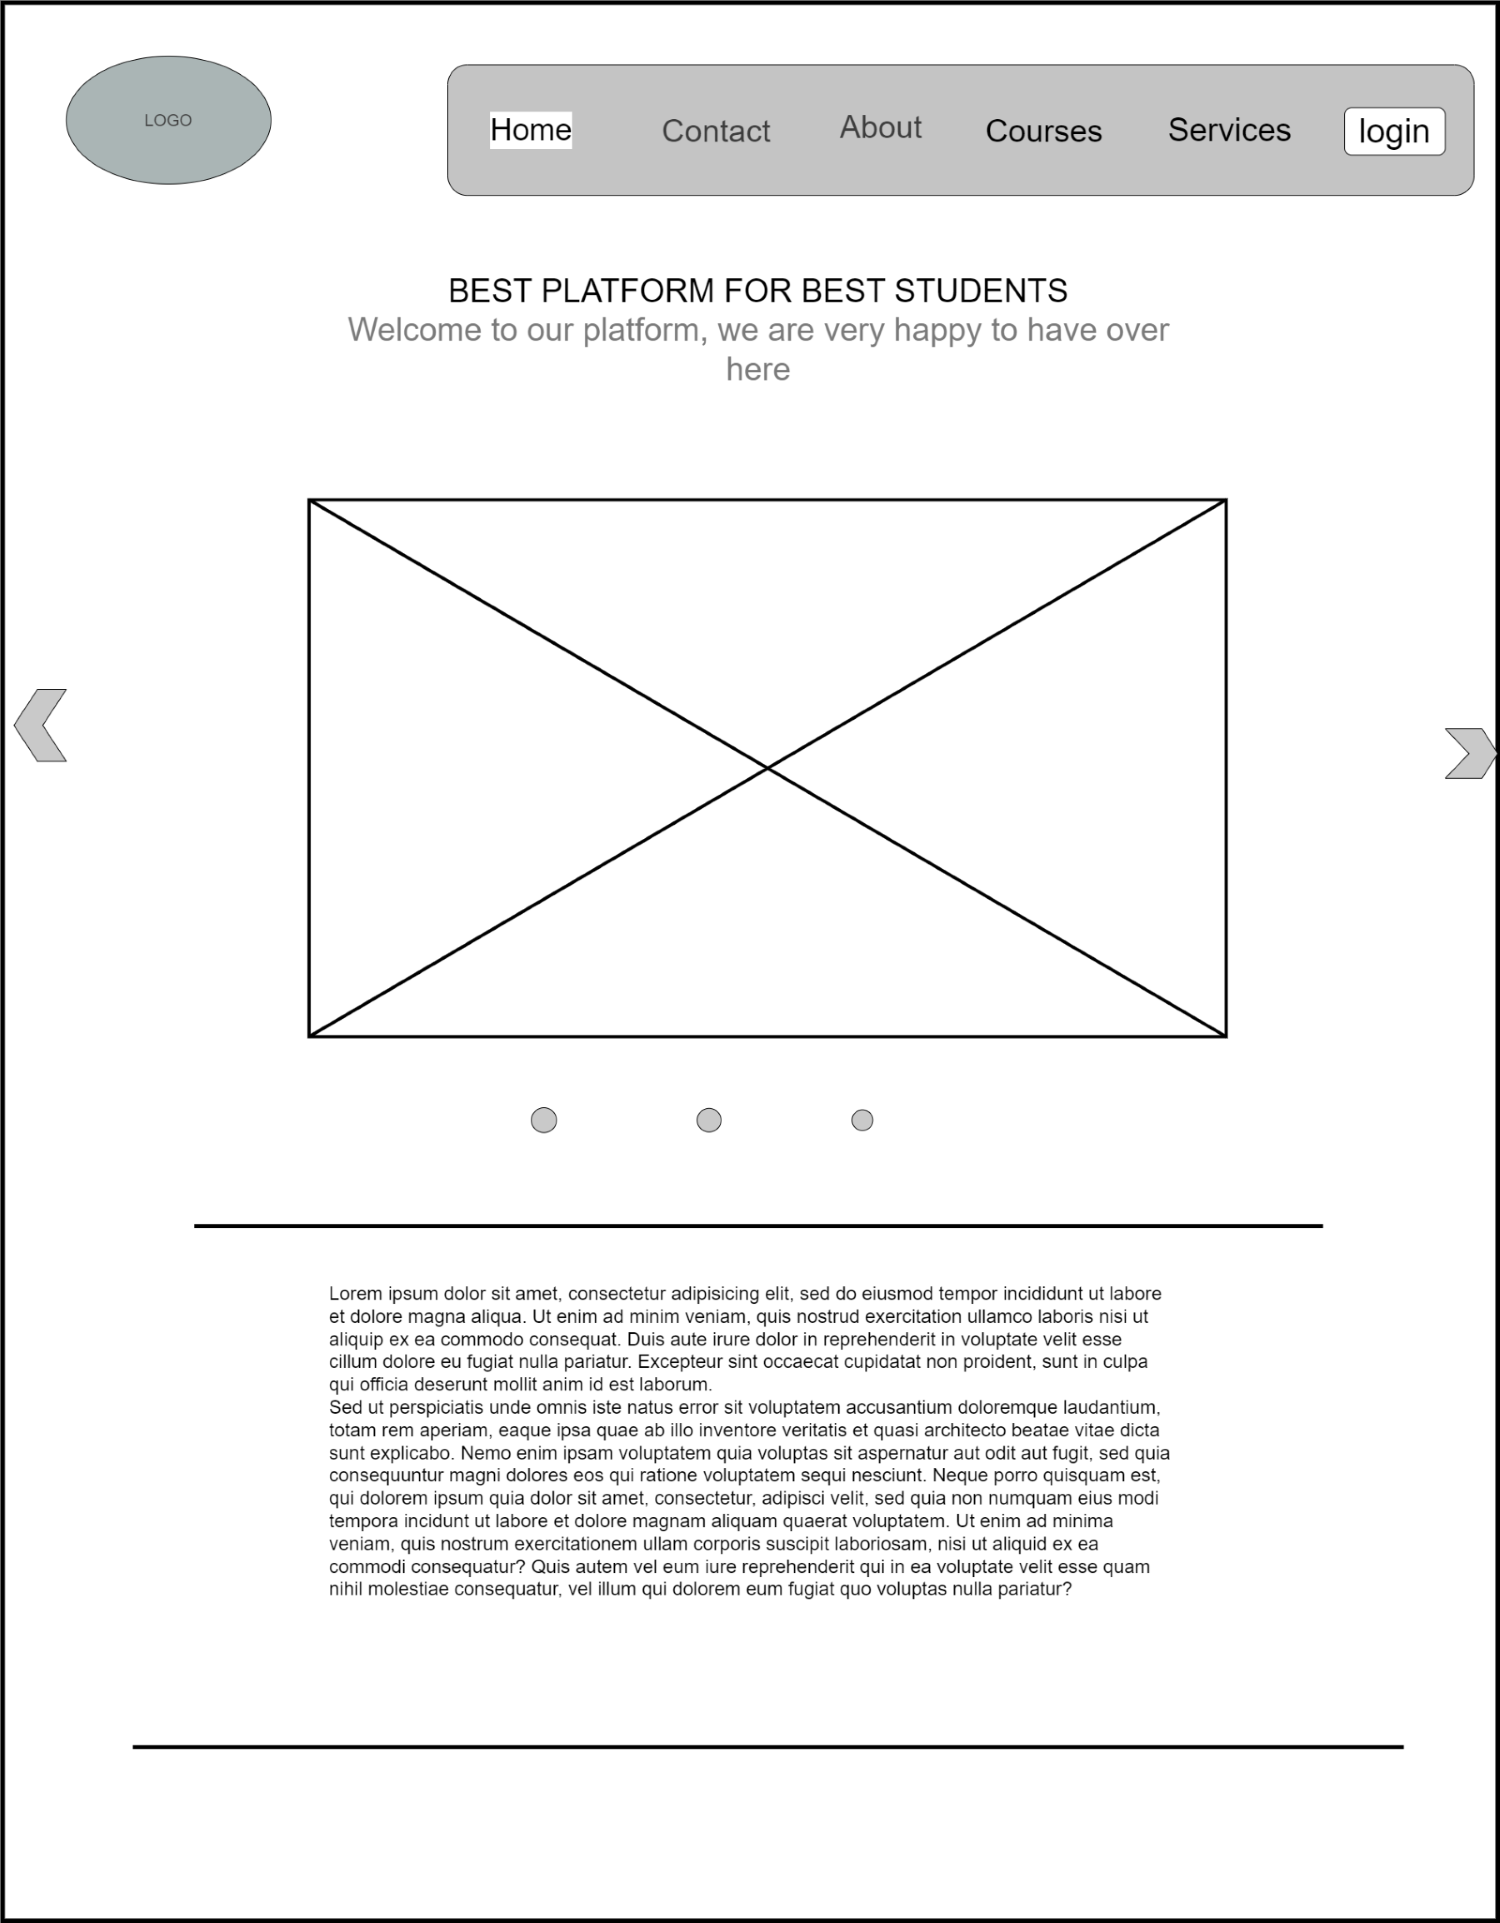 LOGO
Home Contact About Courses Services login
BEST PLATFORM FOR BEST STUDENTS
Welcome to our platform, we are very happy to have over
here
Lorem ipsum dolor sit amet, consectetur adipisicing elit, sed do eiusmod tempor incididunt ut labore
et dolore magna aliqua. Ut enim ad minim veniam, quis nostrud exercitation ullamco laboris nisi ut
aliquip ex ea commodo consequat. Duis aute irure dolor in reprehenderit in voluptate velit esse
cillum dolore eu fugiat nulla pariatur. Excepteur sint occaecat cupidatat non proident, sunt in culpa
qui officia deserunt mollit anim id est laborum.
Sed ut perspiciatis unde omnis iste natus error sit voluptatem accusantium doloremque laudantium,
totam rem aperiam, eaque ipsa quae ab illo inventore veritatis et quasi architecto beatae vitae dicta
sunt explicabo. Nemo enim ipsam voluptatem quia voluptas sit aspernatur aut odit aut fugit, sed quia
consequuntur magni dolores eos qui ratione voluptatem sequi nesciunt. Neque porro quisquam est,
qui dolorem ipsum quia dolor sit amet, consectetur, adipisci velit, sed quia non numquam eius modi
tempora incidunt ut labore et dolore magnam aliquam quaerat voluptatem. Ut enim ad minima
veniam, quis nostrum exercitationem ullam corporis suscipit laboriosam, nisi ut aliquid ex ea
commodi consequatur? Quis autem vel eum iure reprehenderit qui in ea voluptate velit esse quam
nihil molestiae consequatur, vel illum qui dolorem eum fugiat quo voluptas nulla pariatur?